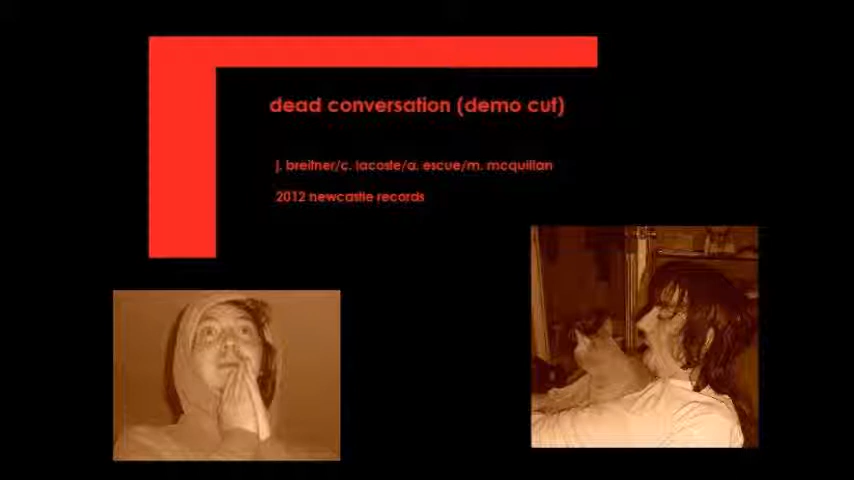 dead conversation (demo cut)
j. breitner/c. lacoste/a. escue/m. mcquillan
2012 newcastle records